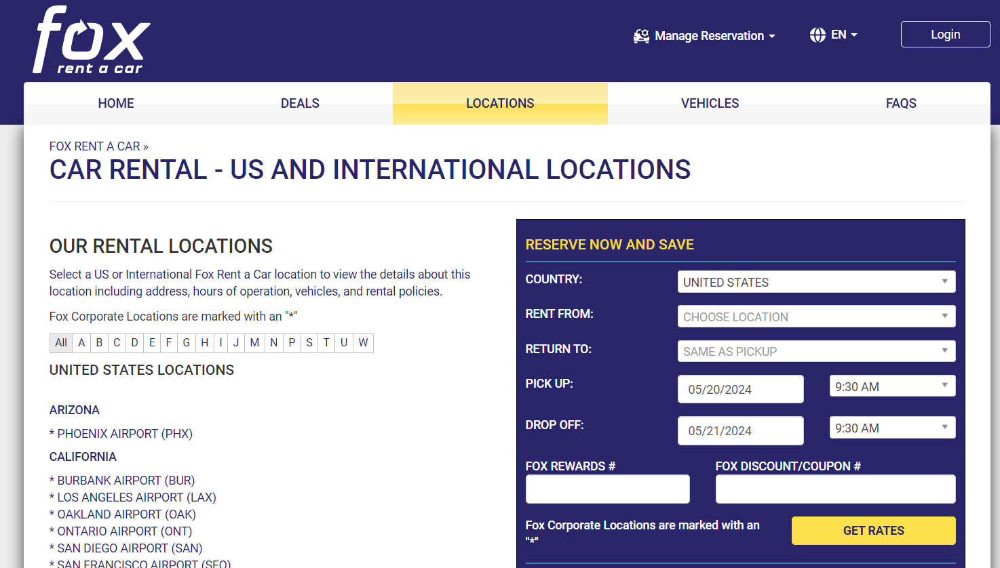 fox
rent a car
Manage Reservation
EN
Login
HOME
DEALS
LOCATIONS
VEHICLES
FAQS
FOX RENT A CAR »
CAR RENTAL - US AND INTERNATIONAL LOCATIONS
OUR RENTAL LOCATIONS
Select a US or International Fox Rent a Car location to view the details about this
location including address, hours of operation, vehicles, and rental policies.
Fox Corporate Locations are marked with an "*"
All A B C D E F G H I J M N P S T U W
UNITED STATES LOCATIONS
ARIZONA
* PHOENIX AIRPORT (PHX)
CALIFORNIA
* BURBANK AIRPORT (BUR)
* LOS ANGELES AIRPORT (LAX)
* OAKLAND AIRPORT (OAK)
* ONTARIO AIRPORT (ONT)
* SAN DIEGO AIRPORT (SAN)
* SAN FRANCISCO AIRPORT (SFO)
RESERVE NOW AND SAVE
COUNTRY:
UNITED STATES
RENT FROM:
CHOOSE LOCATION
RETURN TO:
SAME AS PICKUP
PICK UP:
05/20/2024
9:30 AM
DROP OFF:
05/21/2024
9:30 AM
FOX REWARDS #
FOX DISCOUNT/COUPON #
Fox Corporate Locations are marked with an
"*"
GET RATES